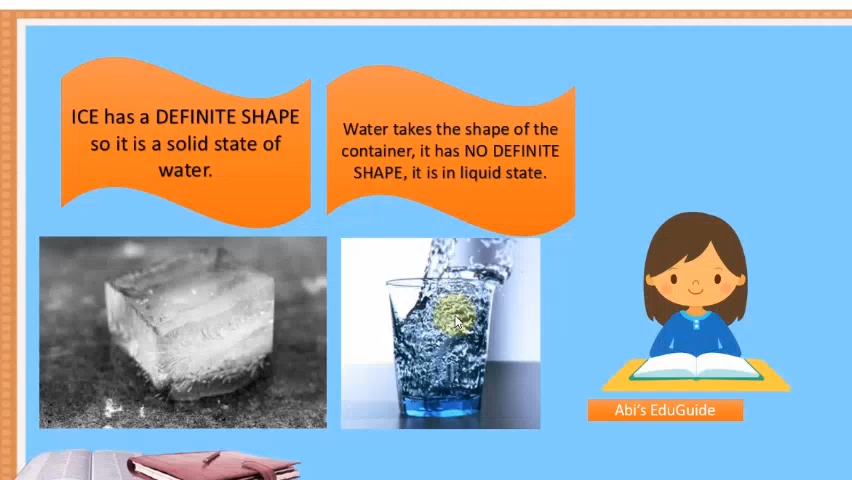 ICE has a DEFINITE SHAPE
so it is a solid state of
water.
Water takes the shape of the
container, it has NO DEFINITE
SHAPE, it is in liquid state.
Abi's EduGuide